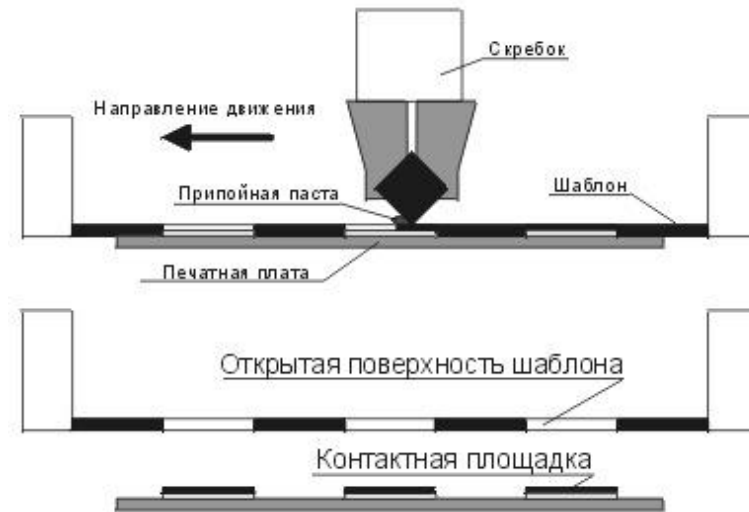 Скребок
Направление движения
Припойная паста
Шаблон
Печатная плата
Открытая поверхность шаблона
Контактная площадка